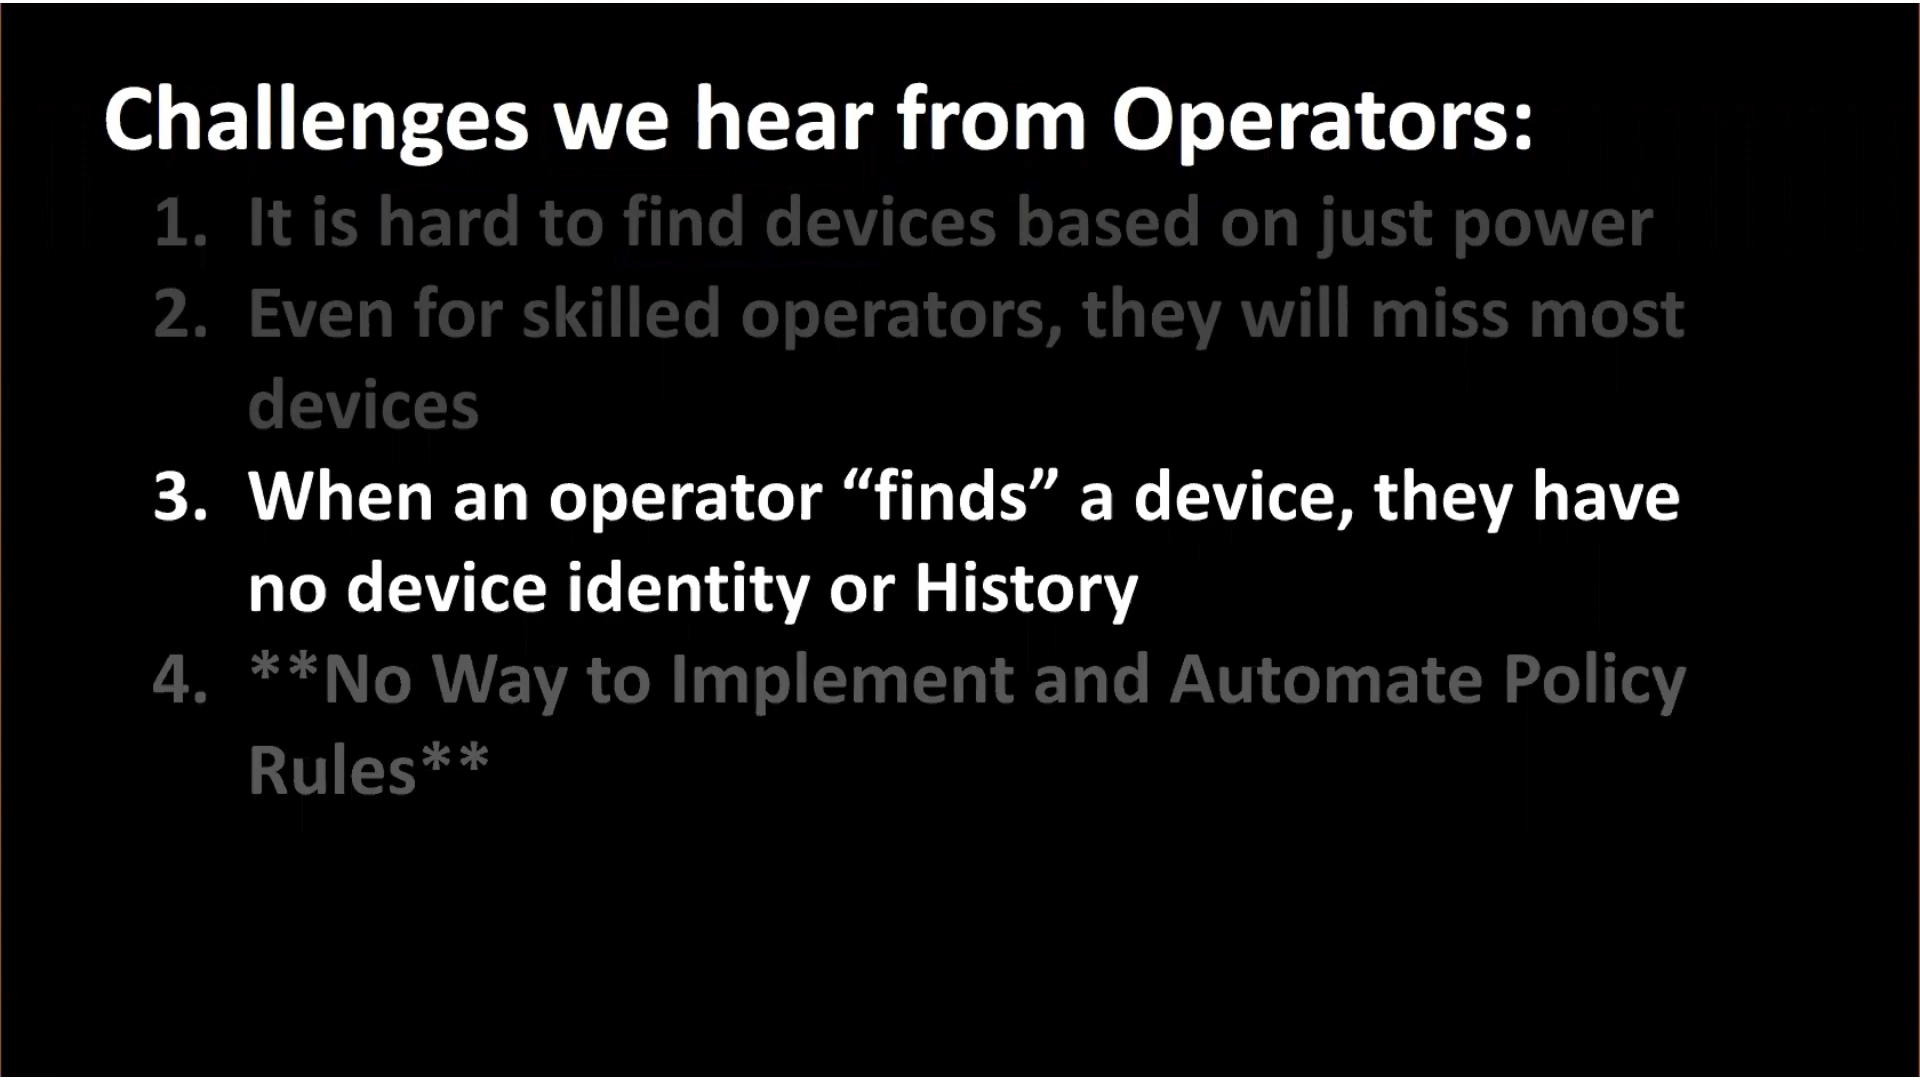 Challenges we hear from Operators:
1. It is hard to find devices based on just power
2. Even for skilled operators, they will miss most
devices
3. When an operator “finds” a device, they have
no device identity or History
4. **No Way to Implement and Automate Policy
Rules**